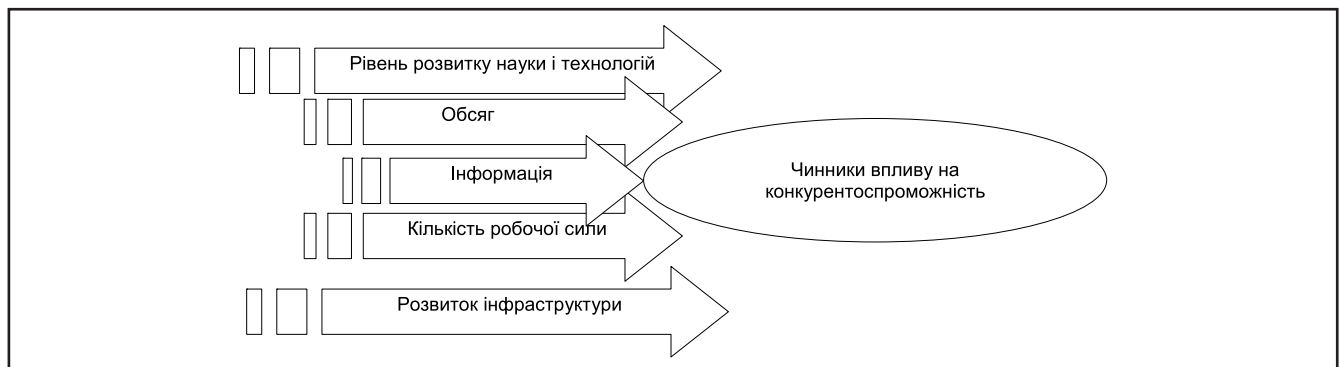 Рівень розвитку науки і технологій
Обсяг
Інформація
Чинники впливу на
конкурентоспроможність
Кількість робочої сили
Розвиток інфраструктури